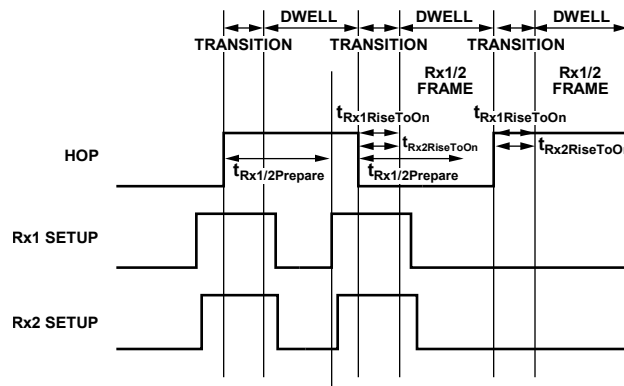 DWELL DWELL DWELL
TRANSITION TRANSITION TRANSITION
Rx1/2 Rx1/2
FRAME FRAME
tRx1RiseToOn tRx1RiseToOn
HOP tRx2RiseToOn tRx2RiseToOn
tRx1/2Prepare tRx1/2Prepare
Rx1 SETUP
Rx2 SETUP